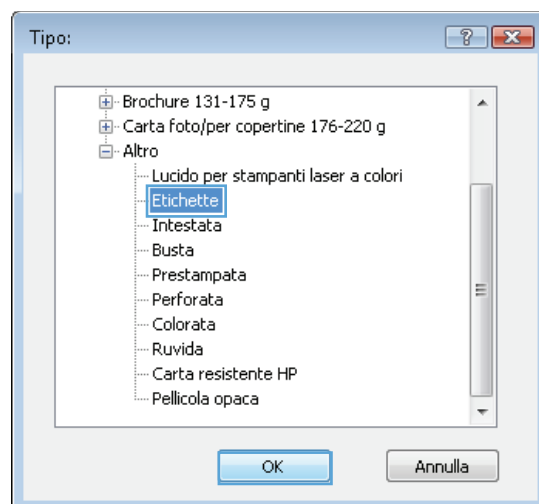 Tipo:
Brochure 131-175 g
Carta foto/per copertine 176-220 g
Altro
Lucido per stampanti laser a colori
Etichette
Intestata
Busta
Prestampata
Perforata
Colorata
Ruvida
Carta resistente HP
Pellicola opaca
OK Annulla